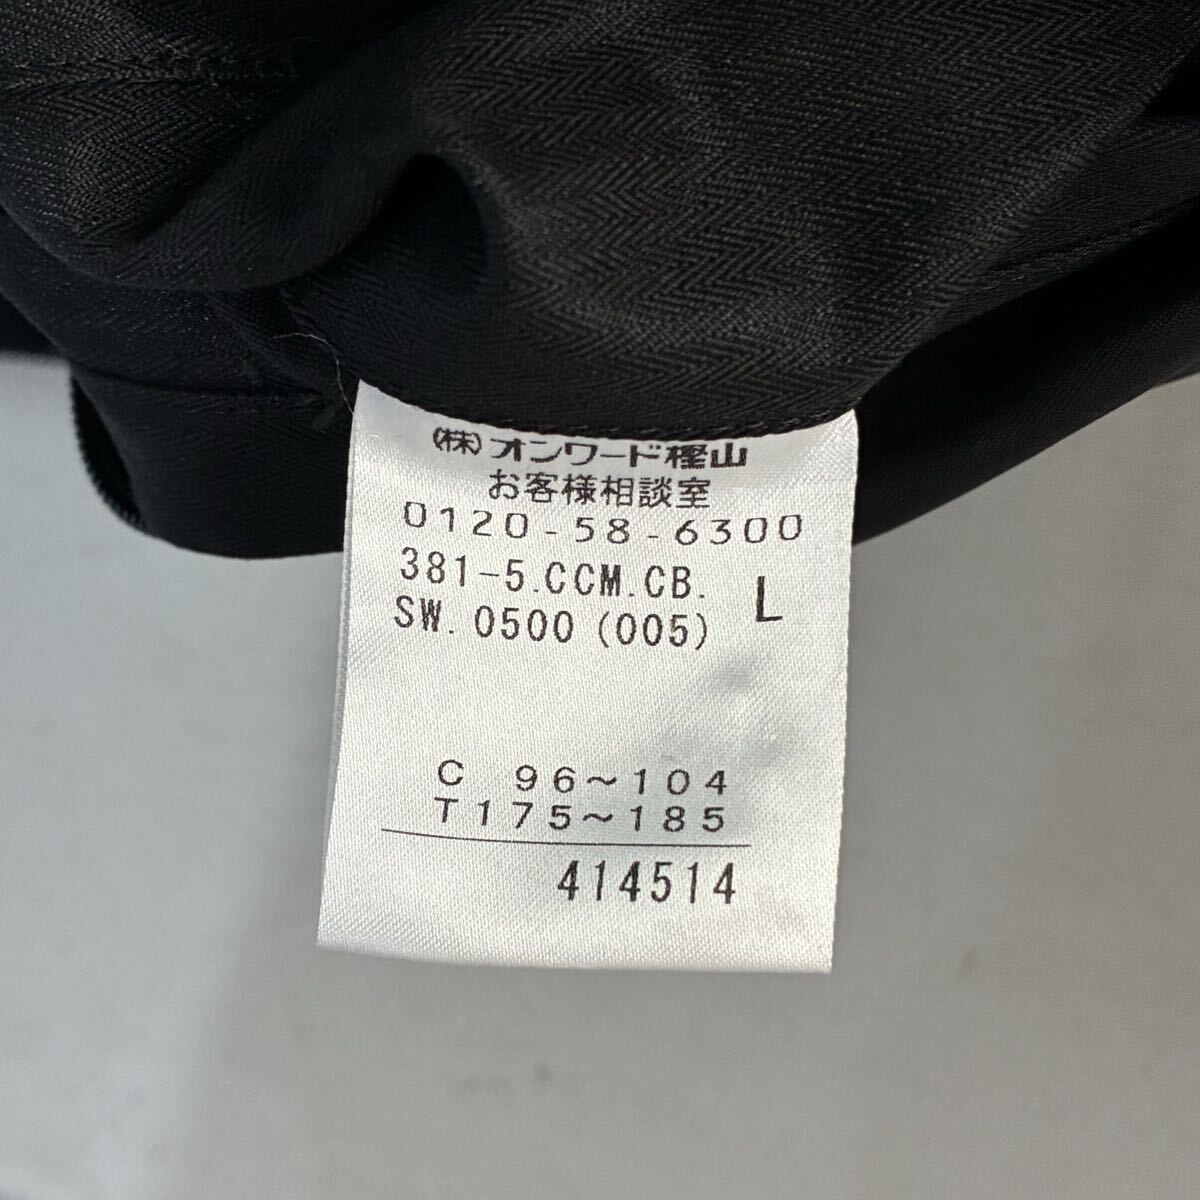 (株)オンワード樫山
お客様相談室
0120-58-6300
381-5.CCM.CB.
L
SW.0500(005)
C 96~104
T175~185
414514